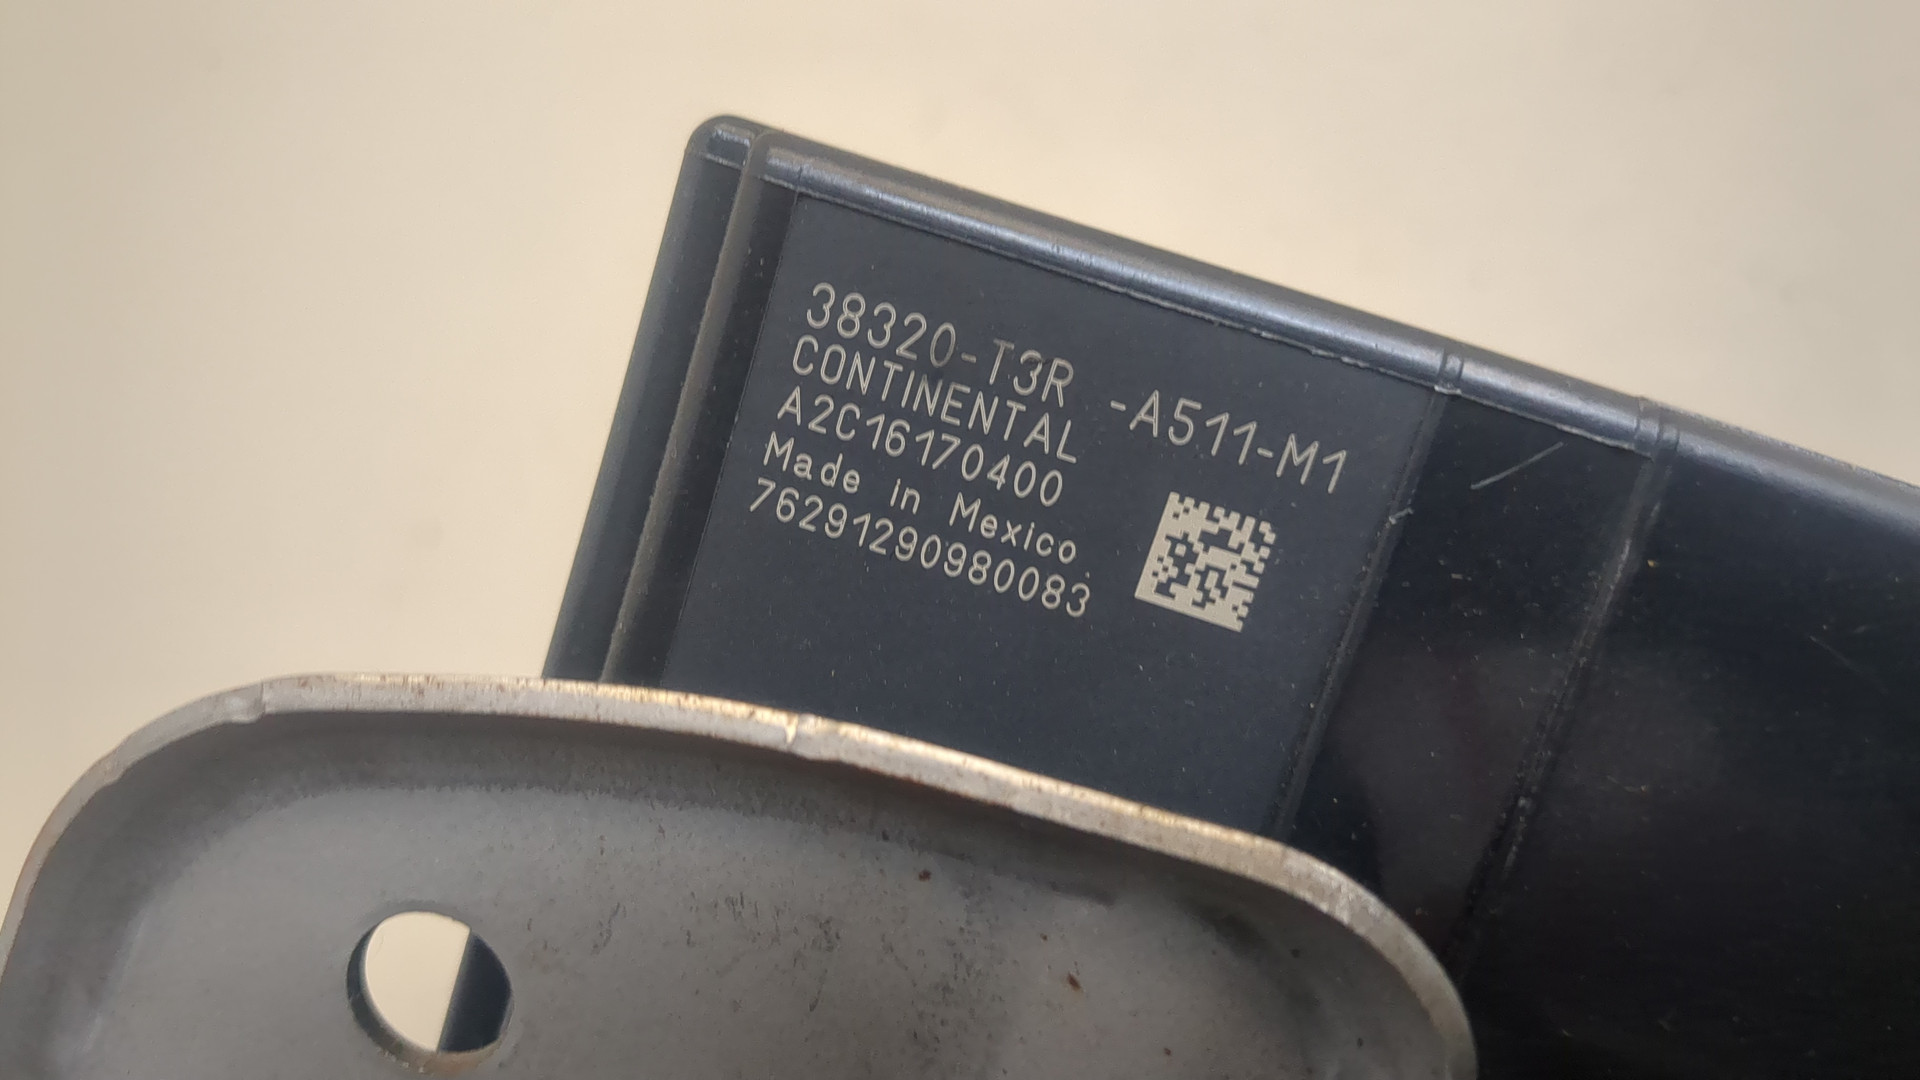 38320-T3R -A511-M1
CONTINENTAL
A2C16170400
Made in Mexico
76291290980083